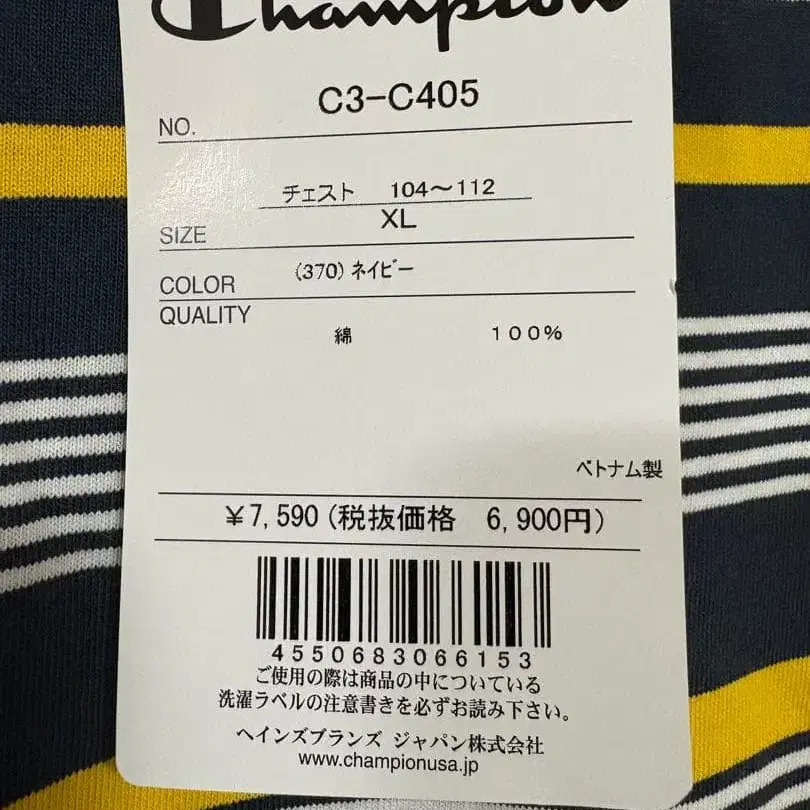 Champion
C3-C405
NO.
チェスト 104～112
XL
SIZE
COLOR (370) ネイビー
QUALITY
綿 100%
ベトナム製
¥7,590(税抜価格 6,900円)
4550683066153
ご使用の際は商品の中についている
洗濯ラベルの注意書きを必ずお読み下さい。
ヘインズブランズ ジャパン株式会社
www.championusa.jp